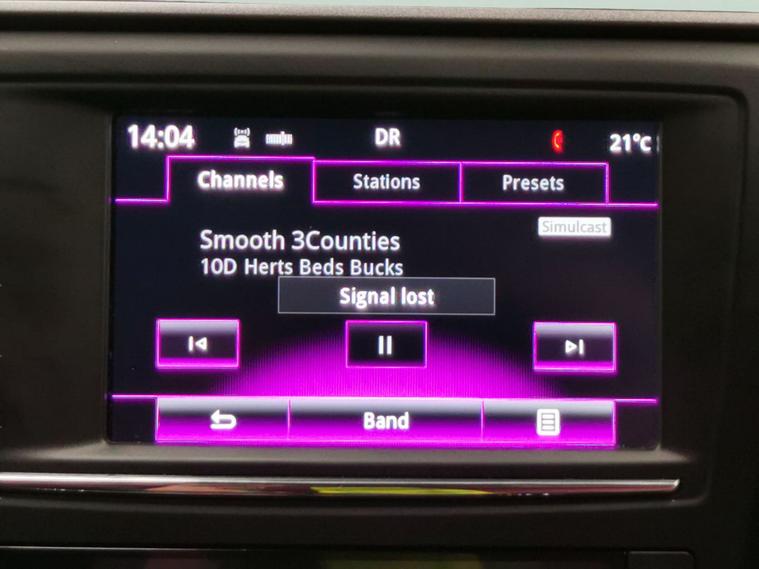 14:04 DR 21°C
Channels Stations Presets
Simulcast
Smooth 3Counties
10D Herts Beds Bucks
Signal lost
Band